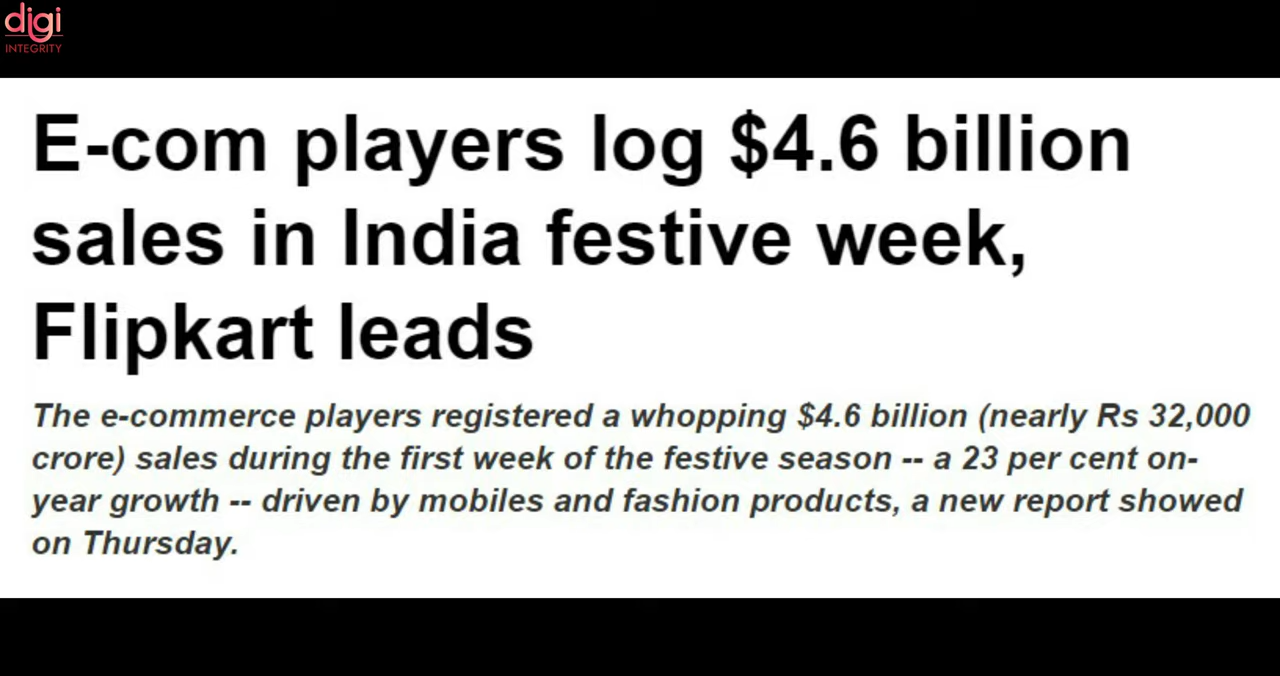 digi
INTEGRITY
E-com players log $4.6 billion
sales in India festive week,
Flipkart leads
The e-commerce players registered a whopping $4.6 billion (nearly Rs 32,000
crore) sales during the first week of the festive season -- a 23 per cent on-
year growth -- driven by mobiles and fashion products, a new report showed
on Thursday.